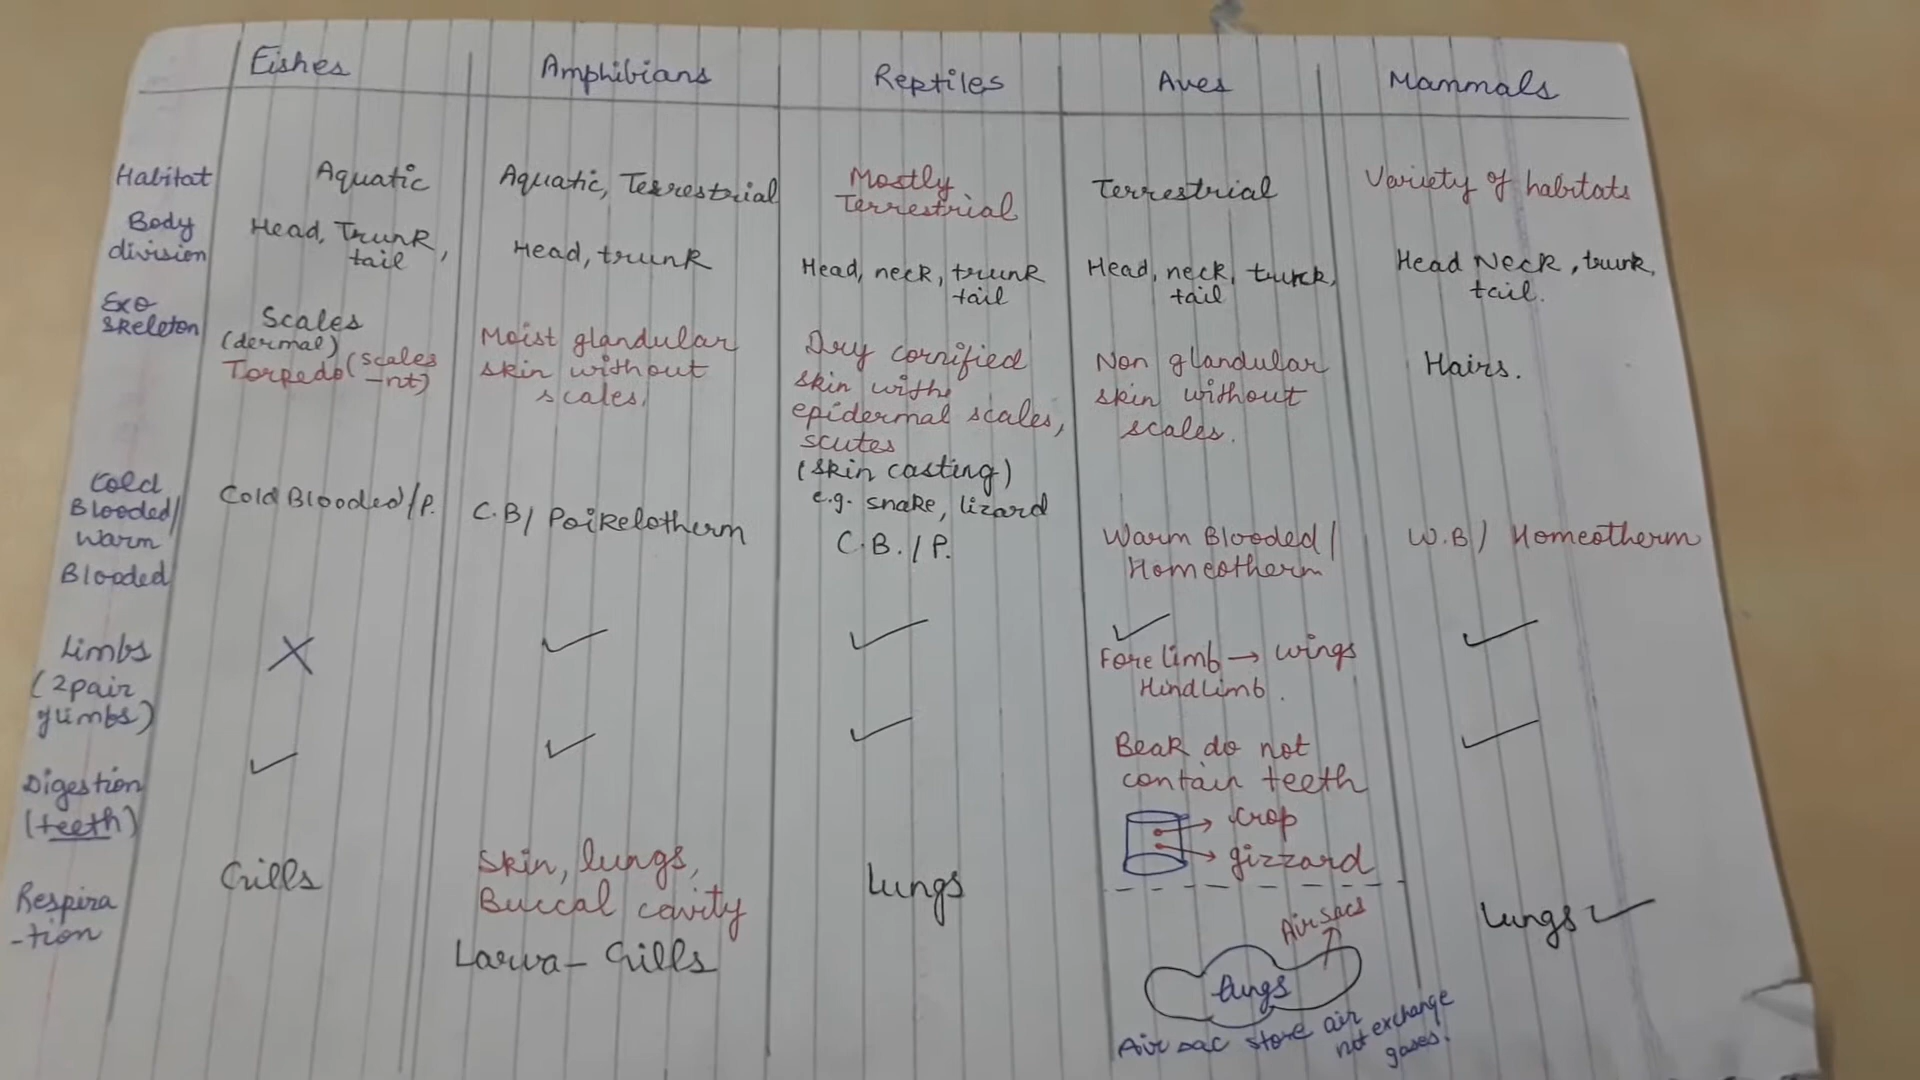 Fishes Amphibians Reptiles Aves Mammals
Habitat Aquatic Aquatic, Terrestrial Mostly Terrestrial Terrestrial Variety of habitats
Body division
Head, Trunk, tail
Head, trunk
Head, neck, trunk
tail
Head, neck, trunk,
tail
Head Neck, trunk,
tail.
Exo
skeleton
Scales
(dermal)
Torpedo (scales
-nt)
Moist glandular
skin without
scales.
Dry cornified
skin with
epidermal scales,
scutes
(skin casting)
e.g. snake, lizard
Non glandular
skin without
scales.
Hairs.
Cold
Blooded/
Warm
Blooded
Cold Blooded/P.
C.B/ Poikelotherm
C.B./P.
Warm Blooded/
Homeotherm
W.B/ Homeotherm
Limbs
(2pair
limbs)
X ✓ ✓ ✓ ✓
Fore limb → wings
Hindlimb.
Digestion
(teeth)
✓ ✓ ✓ ✓
Beak do not
contain teeth
→ crop
→ gizzard
Respira
-tion
Gills
Skin, lungs,
Buccal cavity
Larva - Gills
Lungs
Air sacs
lungs
Air sac store air
not exchange
gases.
Lungs ✓